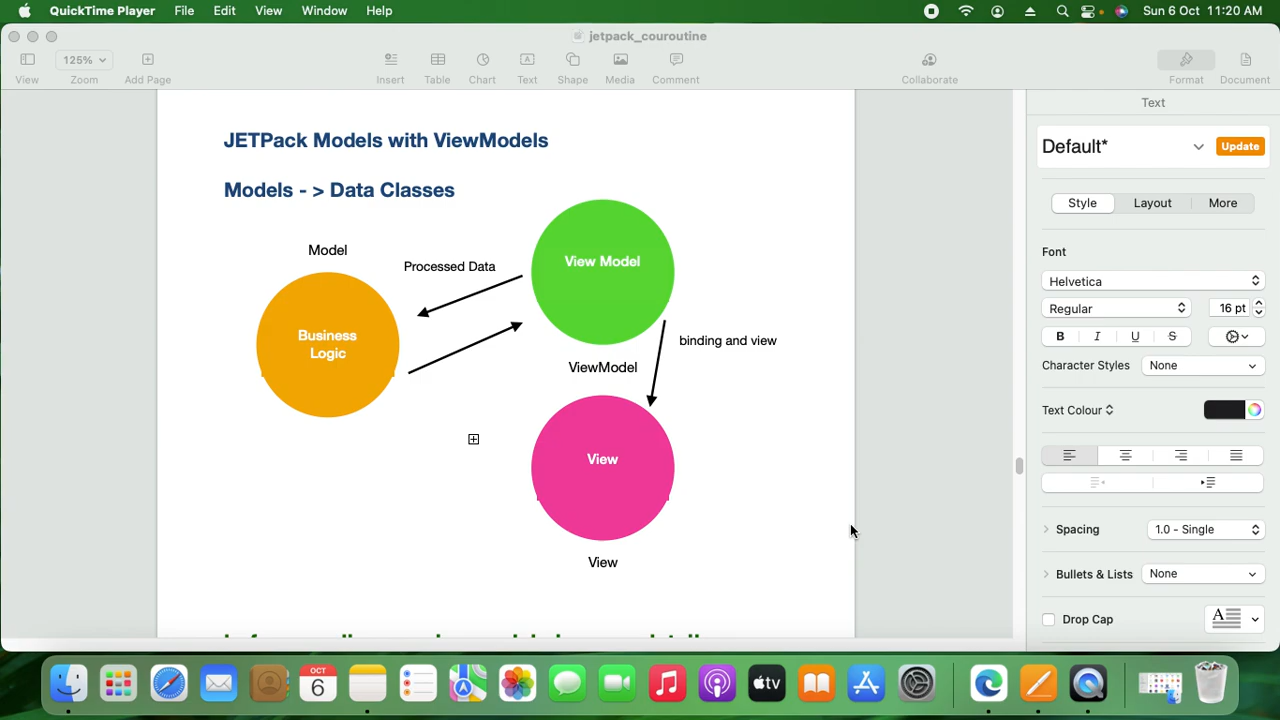 QuickTime Player File Edit View Window Help Sun 6 Oct 11:20 AM
jetpack_couroutine
125%
View Zoom Add Page Insert Table Chart Text Shape Media Comment Collaborate Format Document
Text
JETPack Models with ViewModels
Default*
Update
Models - > Data Classes
Style Layout More
Model
Processed Data
View Model
Font
Helvetica
Regular
16 pt
Business
Logic
binding and view
B I U S
ViewModel
Character Styles None
Text Colour
View
Spacing 1.0 - Single
View
Bullets & Lists None
Drop Cap
A
OCT
6
tv